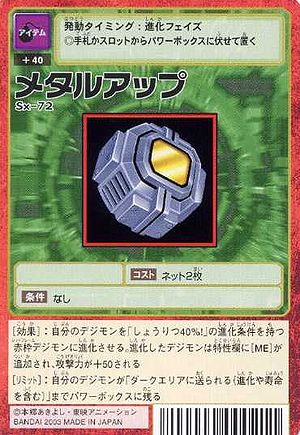 アイテム
+40
発動タイミング・進化フェイズ
◎手札かスロットからパワーボックスに伏せて置く
メタルアップ
Sx-72
コスト ネット2枚
条件 なし
[効果]：自分のデジモンを「しょうりつ40%!」の進化条件を持つ
赤枠デジモンに進化させる。進化したデジモンは特性欄に[ME]が
追加され、攻撃力が+50される
[リミット]：自分のデジモンが「ダークエリアに送られる(進化や寿命
を含む)」までパワーボックスに残る
©本郷あきよし・東映アニメーション
BANDAI 2003 MADE IN JAPAN